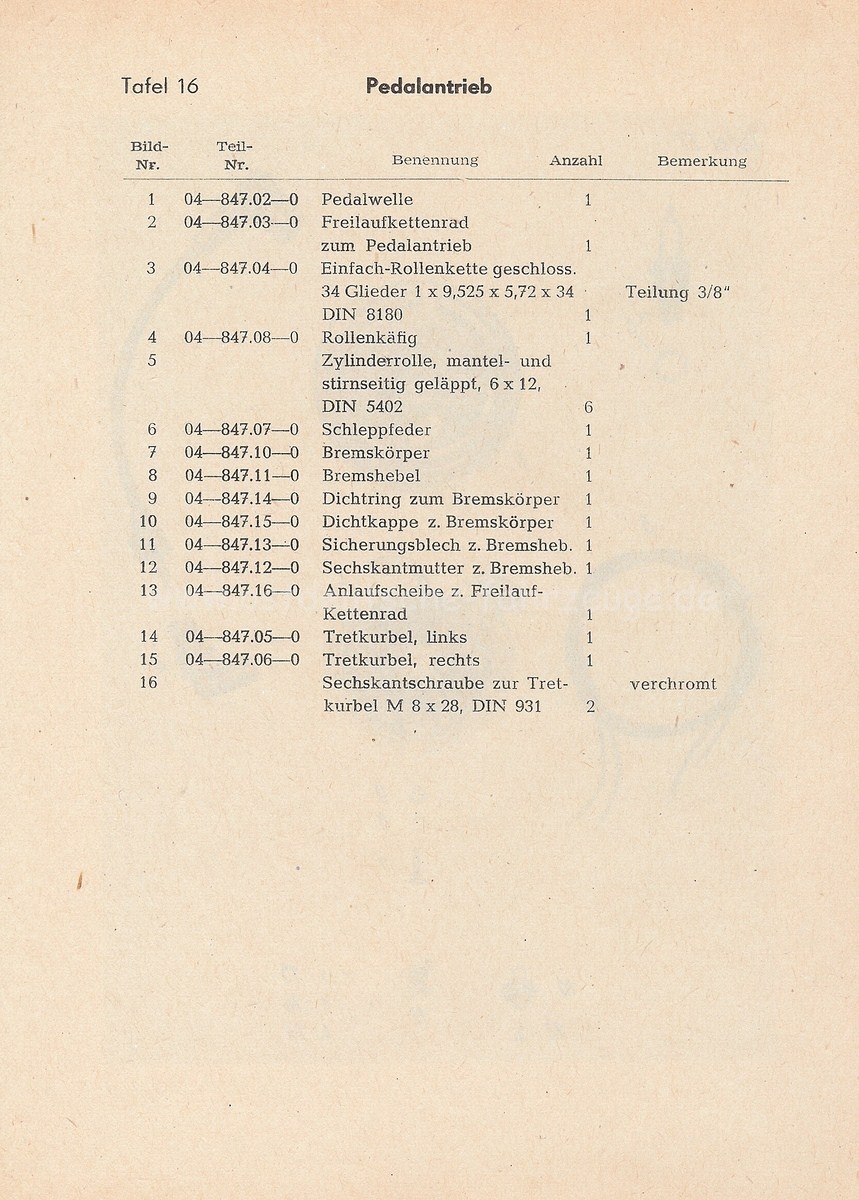 Tafel 16 Pedalantrieb
Bild- Teil-
Nr. Nr. Benennung Anzahl Bemerkung
1 04—847.02—0 Pedalwelle 1
2 04—847.03—0 Freilaufkettenrad
zum Pedalantrieb 1
3 04—847.04—0 Einfach-Rollenkette geschloss.
34 Glieder 1 x 9,525 x 5,72 x 34 Teilung 3/8"
DIN 8180 1
4 04—847.08—0 Rollenkäfig 1
5 Zylinderrolle, mantel- und
stirnseitig geläppt, 6 x 12,
DIN 5402 6
6 04—847.07—0 Schleppfeder 1
7 04—847.10—0 Bremskörper 1
8 04—847.11—0 Bremshebel 1
9 04—847.14—0 Dichtring zum Bremskörper 1
10 04—847.15—0 Dichtkappe z. Bremskörper 1
11 04—847.13—0 Sicherungsblech z. Bremsheb. 1
12 04—847.12—0 Sechskantmutter z. Bremsheb. 1
13 04—847.16—0 Anlaufscheibe z. Freilauf-
Kettenrad 1
14 04—847.05—0 Tretkurbel, links 1
15 04—847.06—0 Tretkurbel, rechts 1
16 Sechskantschraube zur Tret- verchromt
kurbel M 8 x 28, DIN 931 2